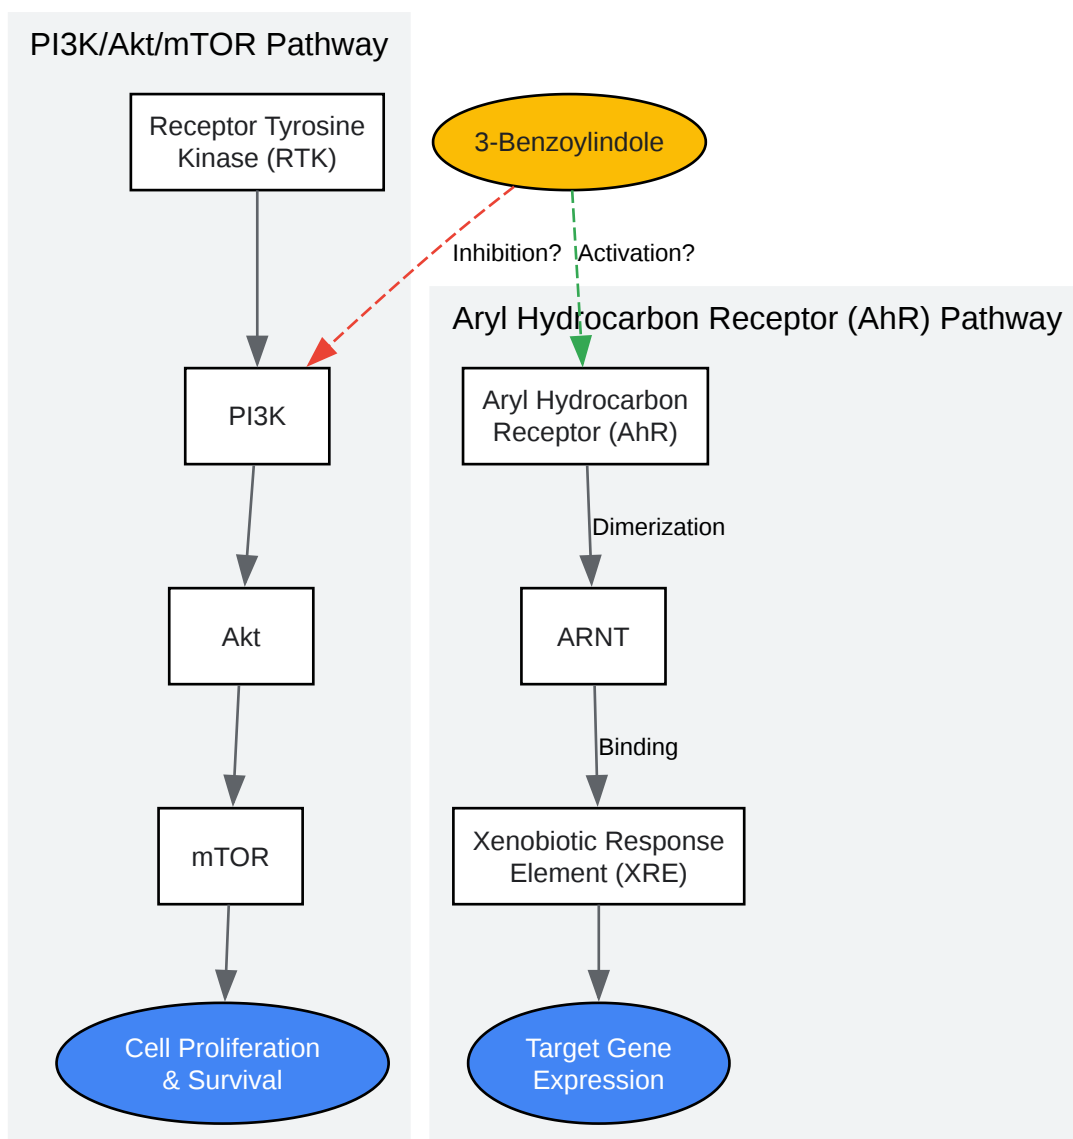 PI3K/Akt/mTOR Pathway
Receptor Tyrosine
Kinase (RTK)
3-Benzoylindole
Inhibition?
Activation?
Aryl Hydrocarbon Receptor (AhR) Pathway
PI3K
Aryl Hydrocarbon
Receptor (AhR)
Dimerization
Akt
ARNT
Binding
mTOR
Xenobiotic Response
Element (XRE)
Cell Proliferation
& Survival
Target Gene
Expression